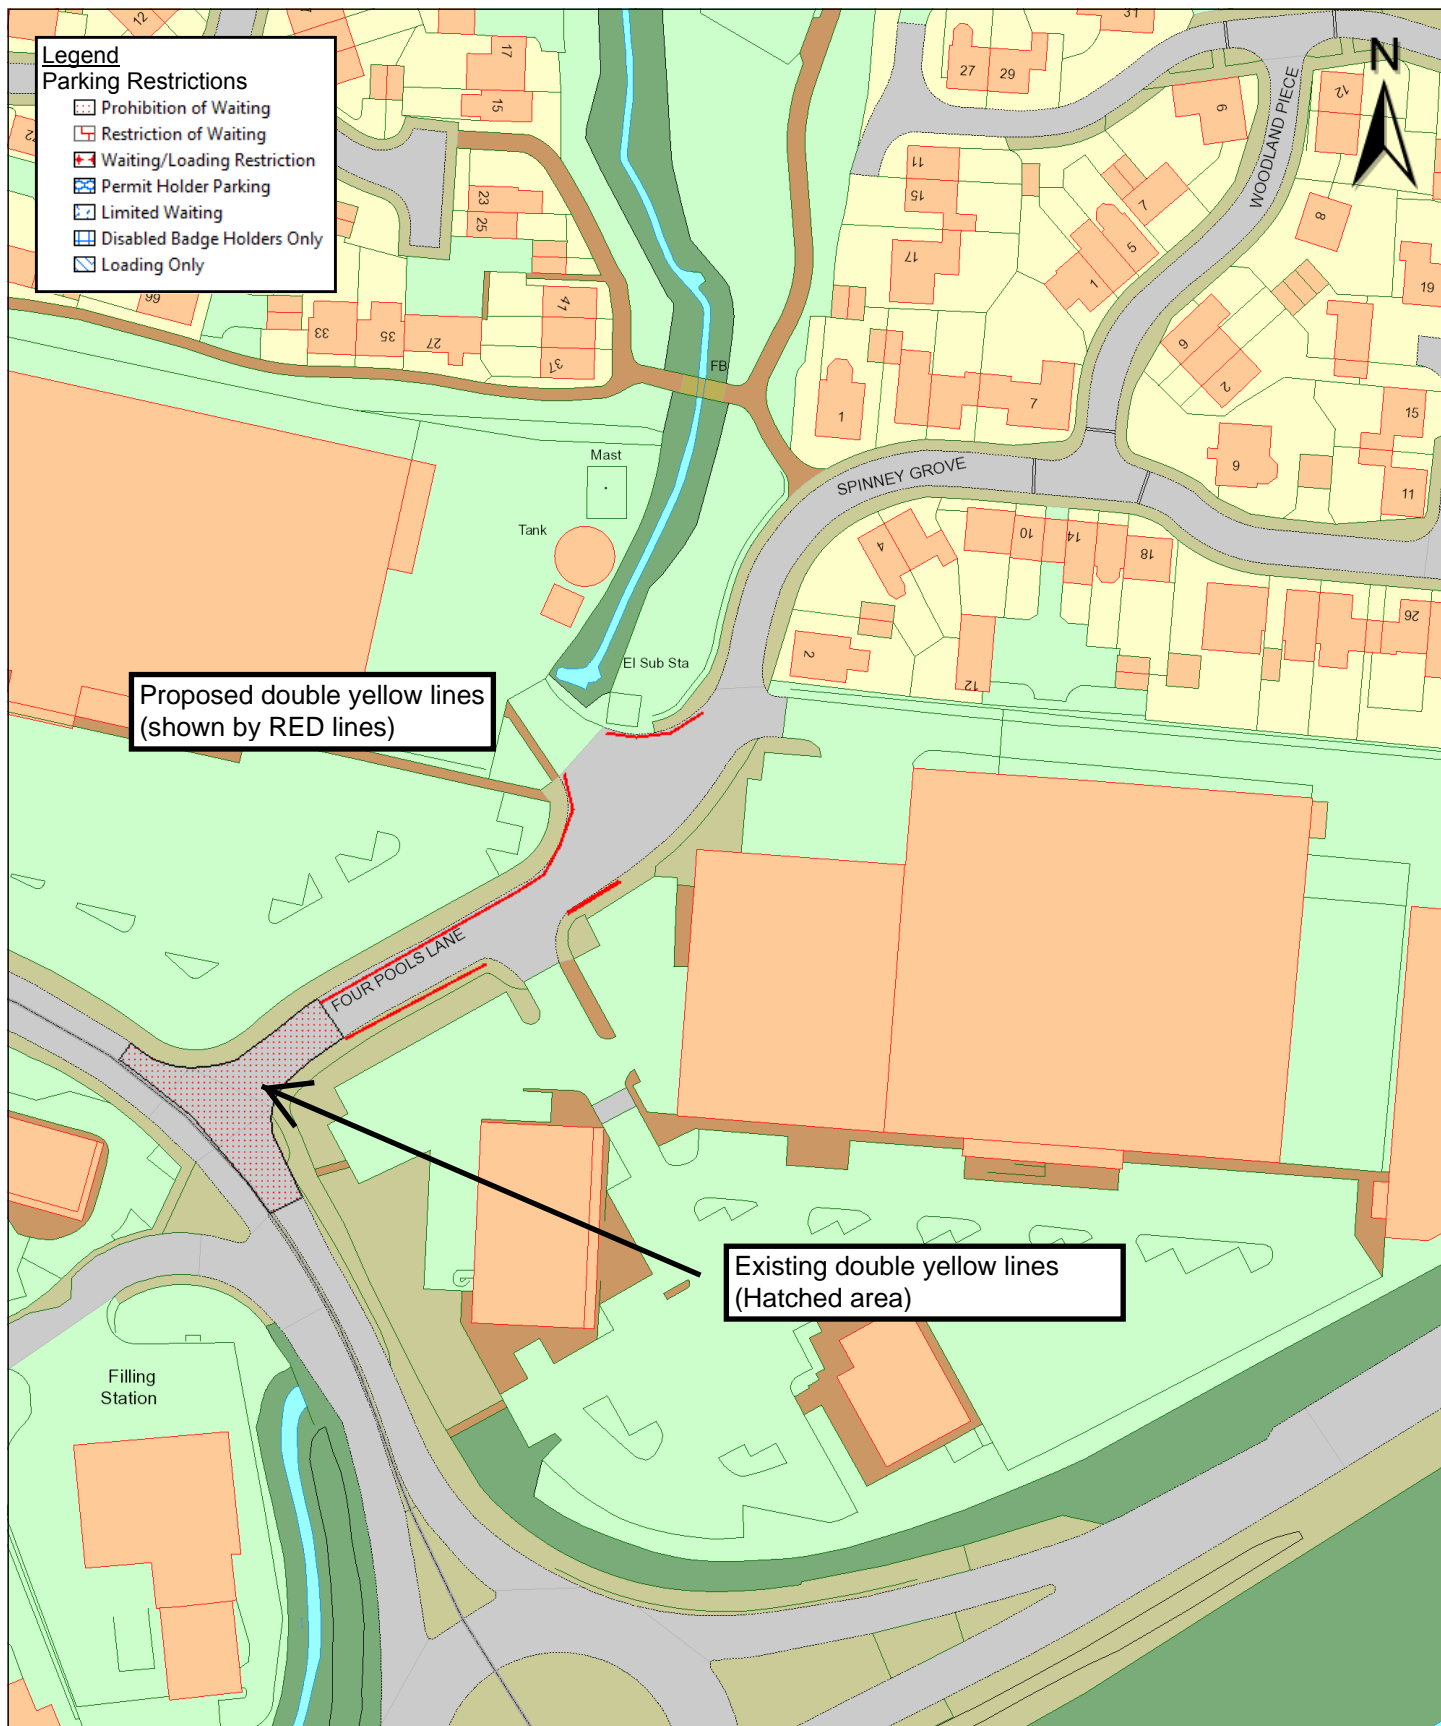 Legend
Parking Restrictions
Prohibition of Waiting
Restriction of Waiting
Waiting/Loading Restriction
Permit Holder Parking
Limited Waiting
Disabled Badge Holders Only
Loading Only
N
12
17
15
23
25
33
35
27
41
37
66
27
29
31
11
15
17
6
7
5
1
WOODLAND PIECE
12
8
19
6
2
15
11
9
FB
1
7
SPINNEY GROVE
Mast
Tank
4
10
14
18
2
12
26
El Sub Sta
Proposed double yellow lines
(shown by RED lines)
FOUR POOLS LANE
Existing double yellow lines
(Hatched area)
Filling
Station